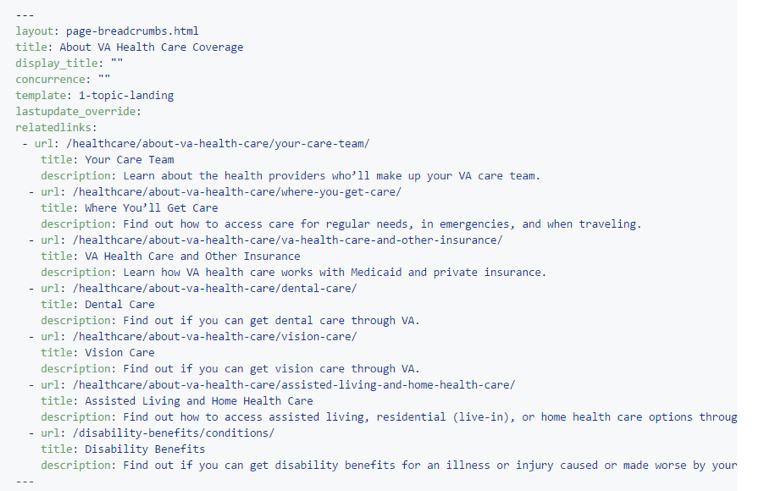 ---
layout: page-breadcrumbs.html
title: About VA Health Care Coverage
display_title: ""
concurrence: ""
template: 1-topic-landing
lastupdate_override:
relatedlinks:
 - url: /healthcare/about-va-health-care/your-care-team/
    title: Your Care Team
    description: Learn about the health providers who’ll make up your VA care team.
  - url: /healthcare/about-va-health-care/where-you-get-care/
    title: Where You’ll Get Care
    description: Find out how to access care for regular needs, in emergencies, and when traveling.
  - url: /healthcare/about-va-health-care/va-health-care-and-other-insurance/
    title: VA Health Care and Other Insurance
    description: Learn how VA health care works with Medicaid and private insurance.
  - url: /healthcare/about-va-health-care/dental-care/
    title: Dental Care
    description: Find out if you can get dental care through VA.
  - url: /healthcare/about-va-health-care/vision-care/
    title: Vision Care
    description: Find out if you can get vision care through VA.
  - url: /healthcare/about-va-health-care/assisted-living-and-home-health-care/
    title: Assisted Living and Home Health Care
    description: Find out how to access assisted living, residential (live-in), or home health care options throug
  - url: /disability-benefits/conditions/
    title: Disability Benefits
    description: Find out if you can get disability benefits for an illness or injury caused or made worse by your
---